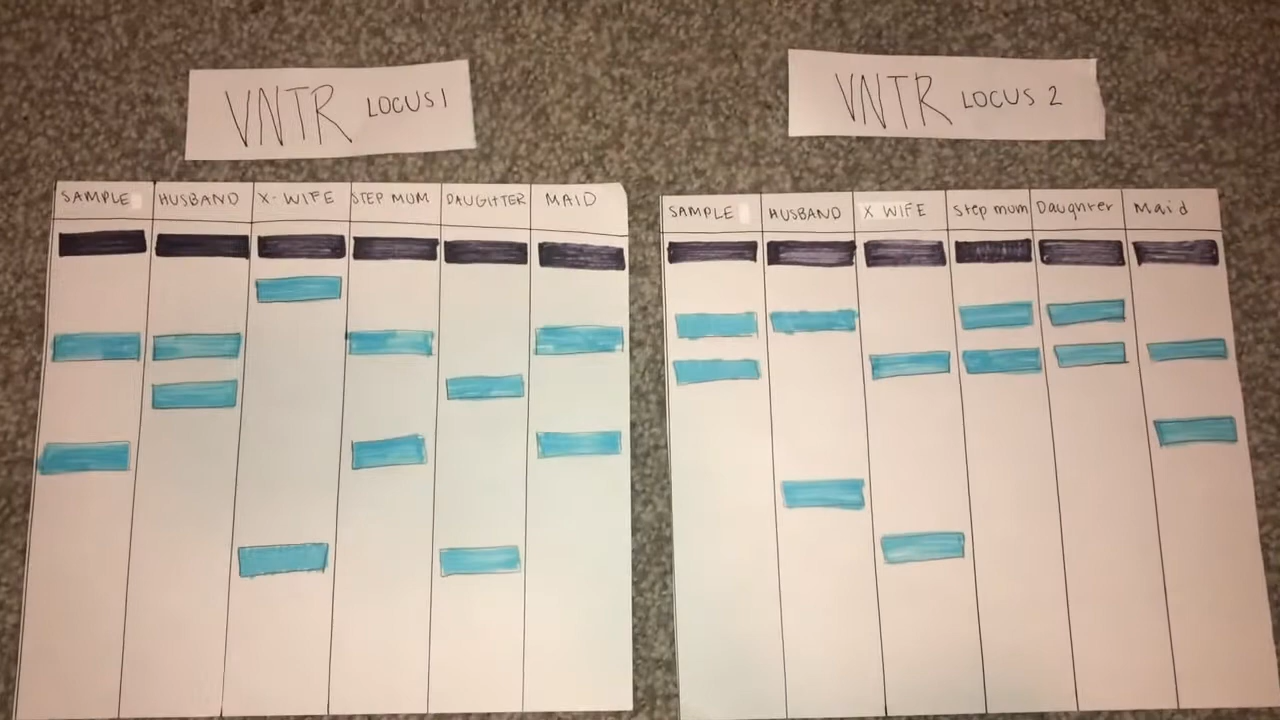 VNTR LOCUS 1
VNTR LOCUS 2
SAMPLE HUSBAND X-WIFE STEP MUM DAUGHTER MAID
SAMPLE HUSBAND X WIFE Step mum Daughter Maid